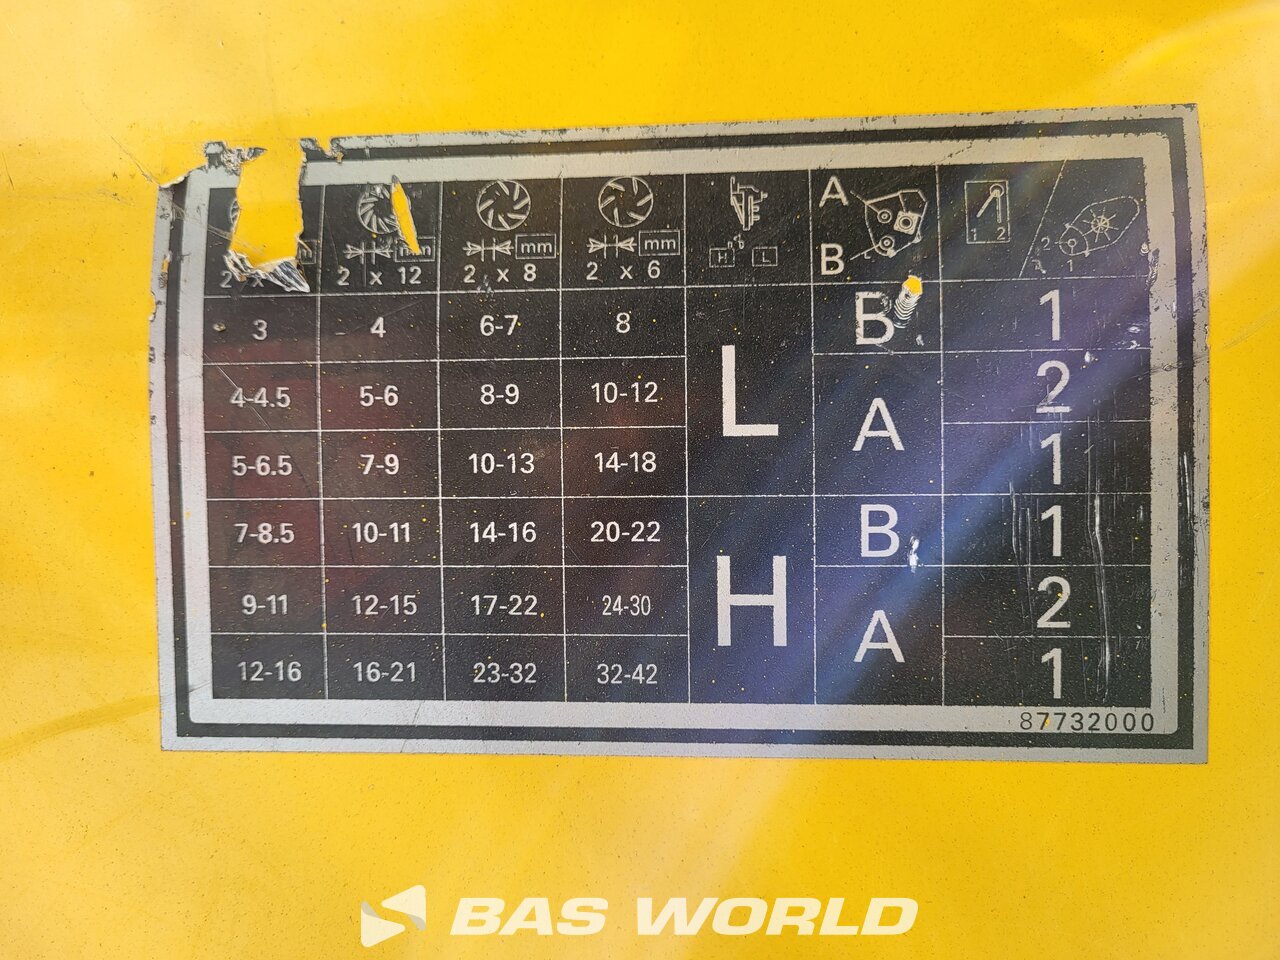 A
mm mm
n°b
B
H L
1 2
2 1
2 x 2 x 12 2 x 8 2 x 6
3 4 6-7 8 L B 1
4-4.5 5-6 8-9 10-12 A 2
5-6.5 7-9 10-13 14-18 1
7-8.5 10-11 14-16 20-22 H B 1
9-11 12-15 17-22 24-30 A 2
12-16 16-21 23-32 32-42 1
87732000
BAS WORLD